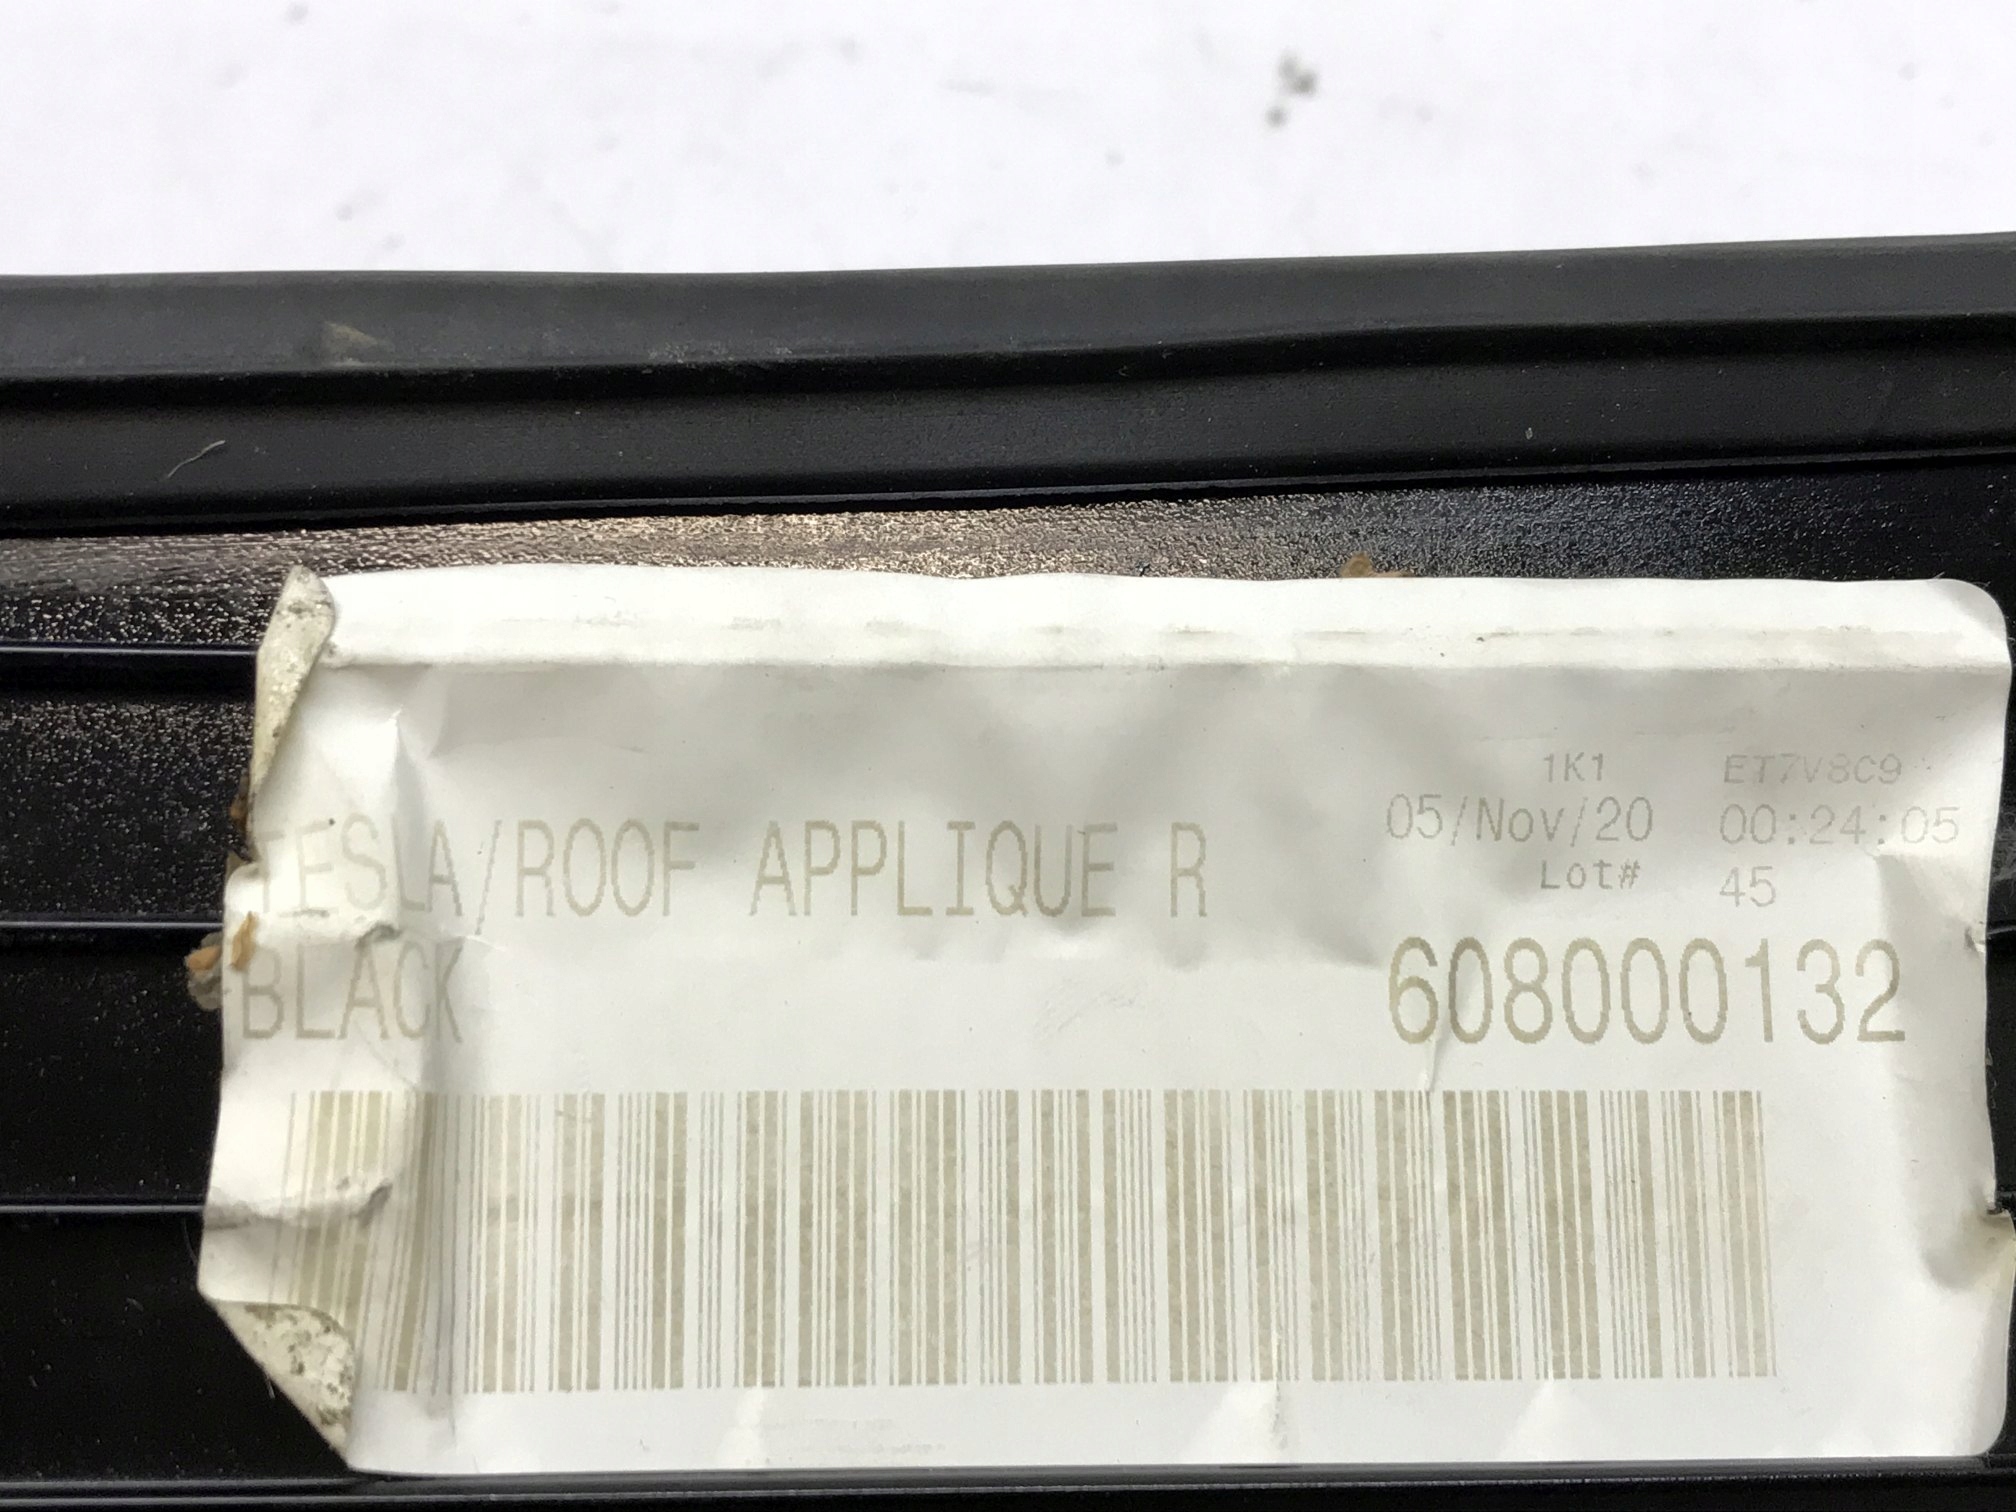 1K1 ET7V8C9
05/Nov/20 00:24:05
Lot# 45
TESLA/ROOF APPLIQUE R
BLACK
608000132